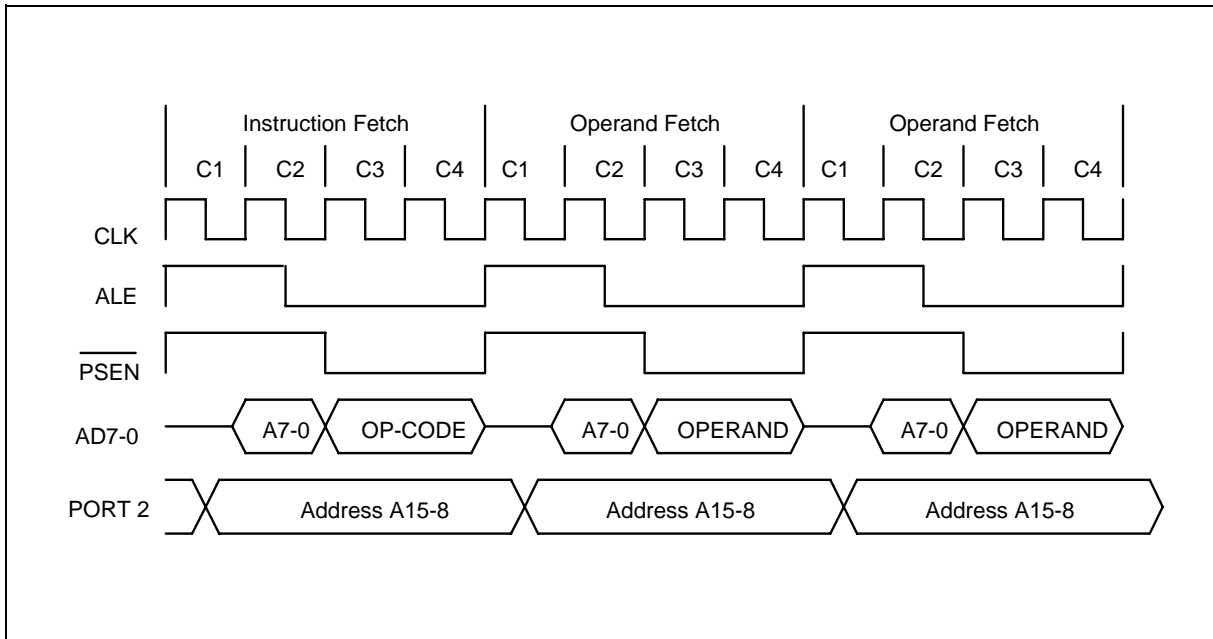 Instruction Fetch Operand Fetch Operand Fetch
C1 C2 C3 C4 C1 C2 C3 C4 C1 C2 C3 C4
CLK
ALE
PSEN
AD7-0 A7-0 OP-CODE A7-0 OPERAND A7-0 OPERAND
PORT 2 Address A15-8 Address A15-8 Address A15-8